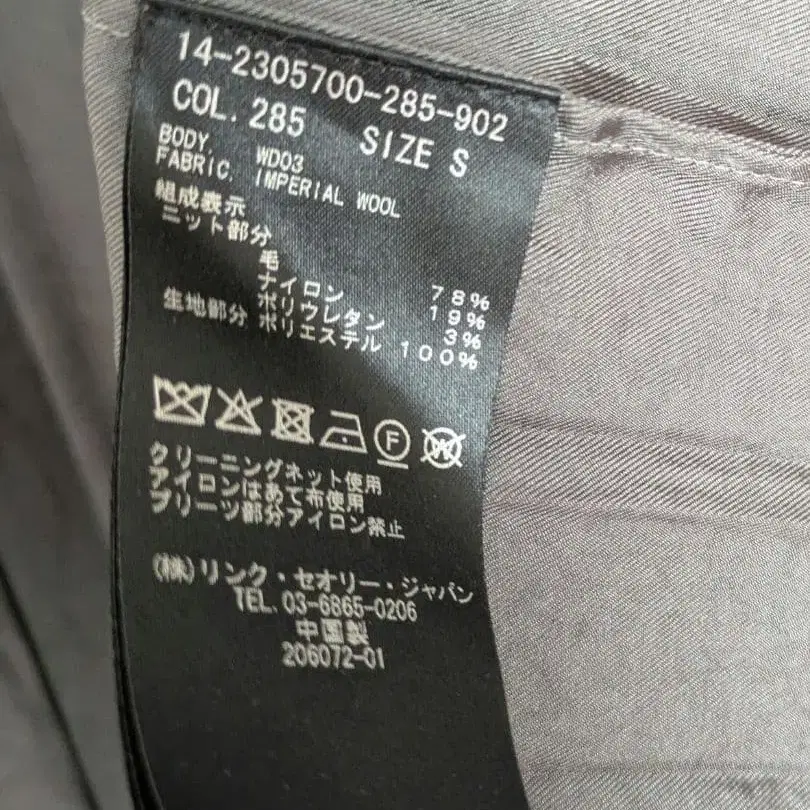 14-2305700-285-902
COL. 285 SIZE S
BODY. WD03
FABRIC. IMPERIAL WOOL
組成表示
ニット部分
毛 78%
ナイロン 19%
ポリウレタン 3%
生地部分 ポリエステル 100%
F W
クリーニングネット使用
アイロンはあて布使用
プリーツ部分アイロン禁止
(株)リンク・セオリー・ジャパン
TEL. 03-6865-0206
中国製
206072-01